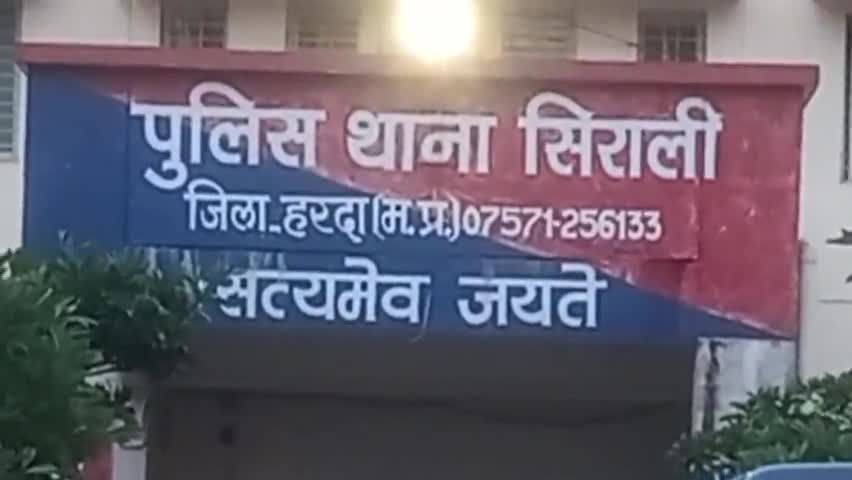 पुलिस थाना सिराली
जिला-हरदा(म.प्र.)07571-256133
सत्यमेव जयते